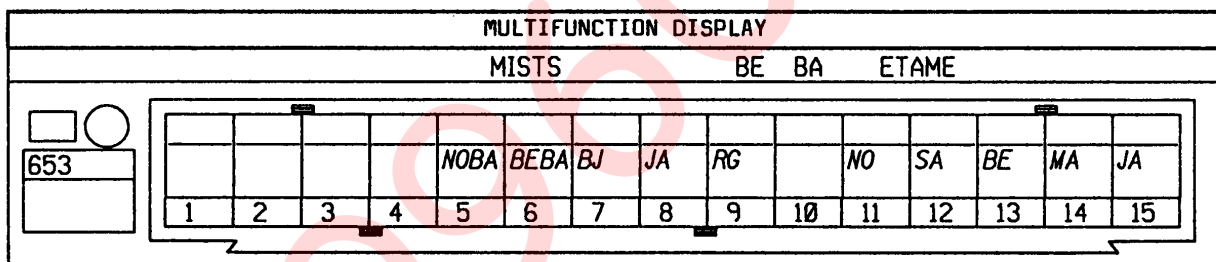 MULTIFUNCTION DISPLAY
MISTS BE BA ETAME
653
NOBA BEBA BJ JA RG NO SA BE MA JA
1 2 3 4 5 6 7 8 9 10 11 12 13 14 15